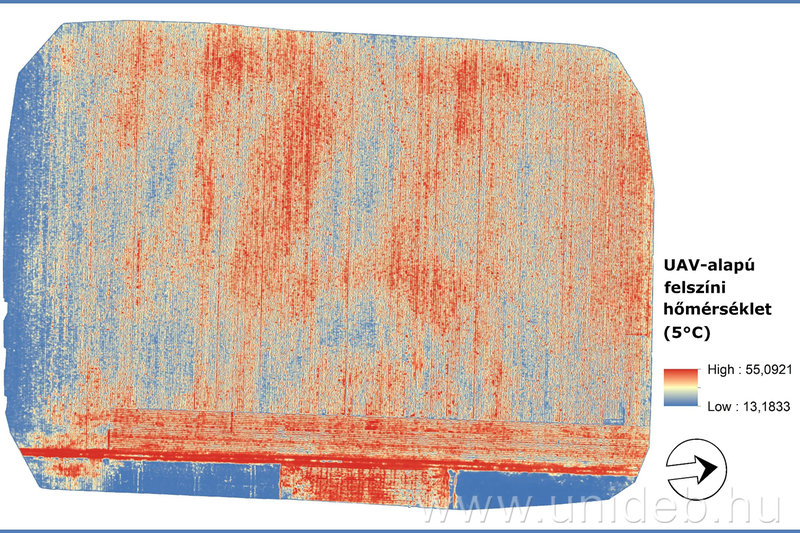 UAV-alapú
felszíni
hőmérséklet
(5°C)
High : 55,0921
Low : 13,1833
www.unideb.hu